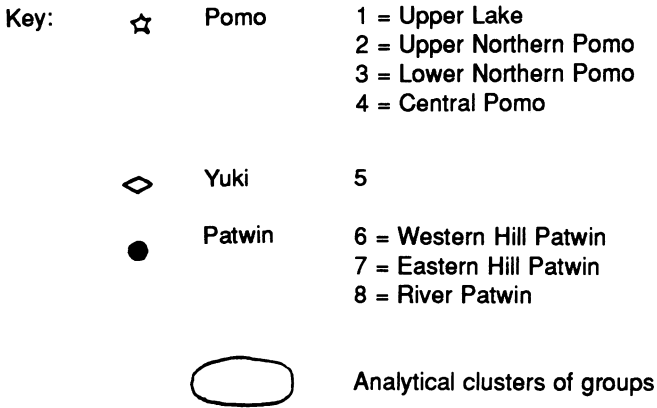 Key: Pomo 1 = Upper Lake
2 = Upper Northern Pomo
3 = Lower Northern Pomo
4 = Central Pomo
Yuki 5
Patwin 6 = Western Hill Patwin
7 = Eastern Hill Patwin
8 = River Patwin
Analytical clusters of groups